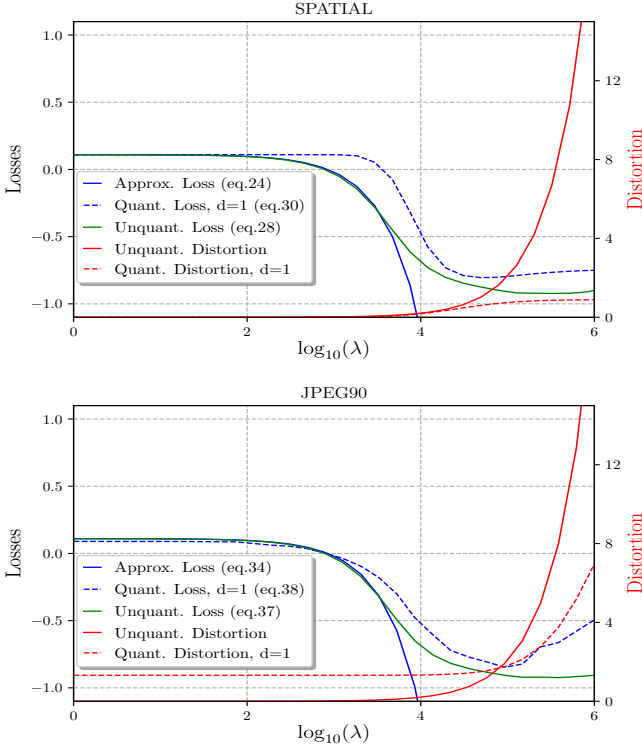 SPATIAL
1.0
0.5
0.0
−0.5
−1.0
Losses
12
8
4
0
Distortion
Approx. Loss (eq.24)
Quant. Loss, d=1 (eq.30)
Unquant. Loss (eq.28)
Unquant. Distortion
Quant. Distortion, d=1
0 2 4 6
log10(λ)
JPEG90
1.0
0.5
0.0
−0.5
−1.0
Losses
12
8
4
0
Distortion
Approx. Loss (eq.34)
Quant. Loss, d=1 (eq.38)
Unquant. Loss (eq.37)
Unquant. Distortion
Quant. Distortion, d=1
0 2 4 6
log10(λ)